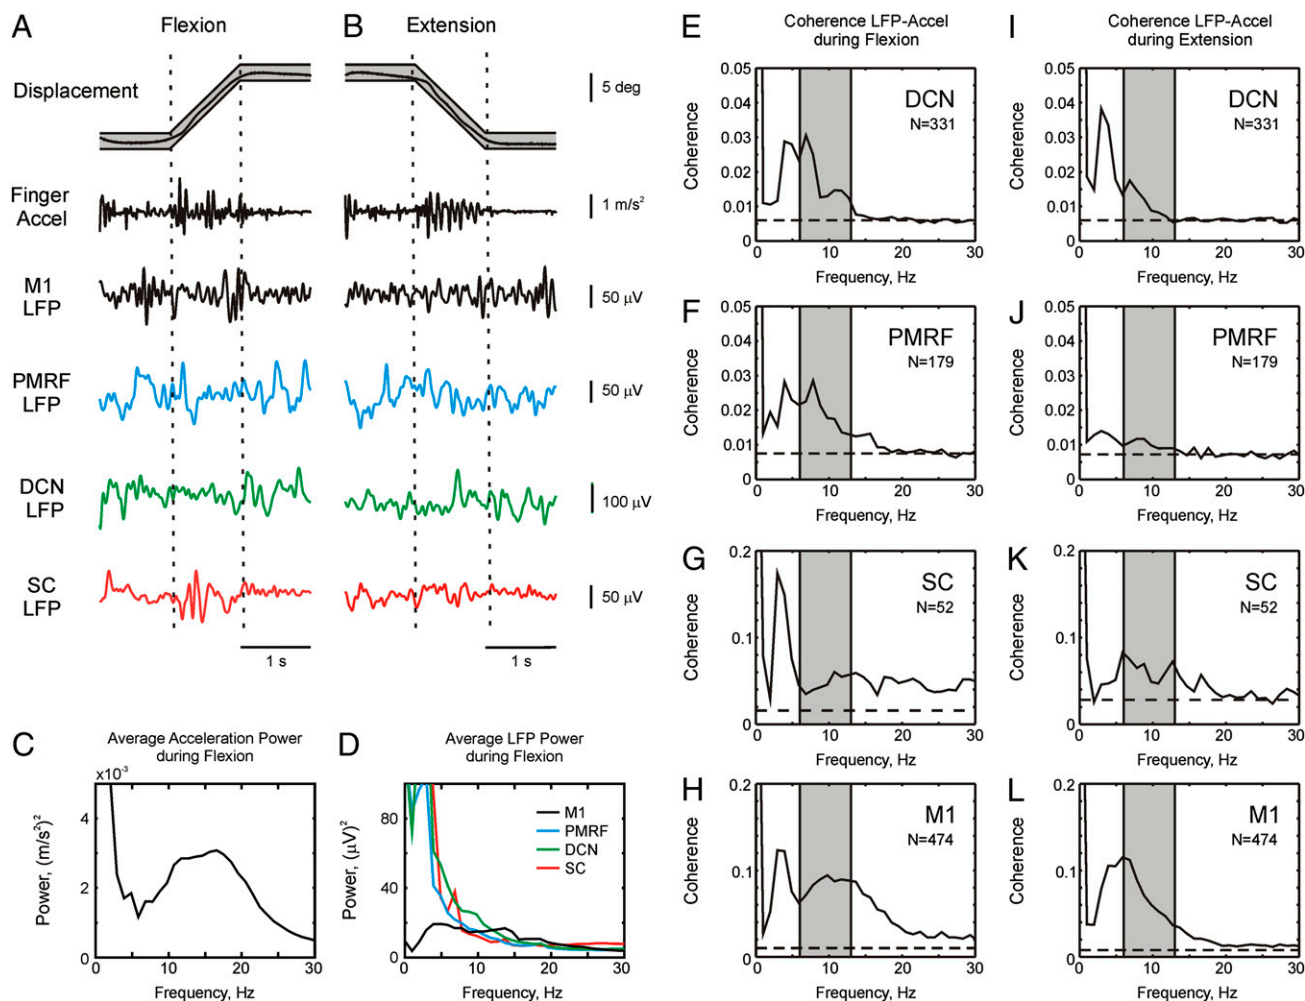 A
Flexion
B
Extension
Displacement
5 deg
Finger
Accel
1 m/s²
M1
LFP
50 µV
PMRF
LFP
50 µV
DCN
LFP
100 µV
SC
LFP
50 µV
1 s
1 s
C
Average Acceleration Power
during Flexion
x10⁻³
Power, (m/s²)²
4
2
0
0 10 20 30
Frequency, Hz
D
Average LFP Power
during Flexion
Power, (µV)²
80
40
0
M1
PMRF
DCN
SC
0 10 20 30
Frequency, Hz
Coherence LFP-Accel
during Flexion
E
DCN
N=331
Coherence
0.05
0.04
0.03
0.02
0.01
0
0 10 20 30
Frequency, Hz
F
PMRF
N=179
Coherence
0.05
0.04
0.03
0.02
0.01
0
0 10 20 30
Frequency, Hz
G
SC
N=52
Coherence
0.2
0.1
0
0 10 20 30
Frequency, Hz
H
M1
N=474
Coherence
0.2
0.1
0
0 10 20 30
Frequency, Hz
Coherence LFP-Accel
during Extension
I
DCN
N=331
Coherence
0.05
0.04
0.03
0.02
0.01
0
0 10 20 30
Frequency, Hz
J
PMRF
N=179
Coherence
0.05
0.04
0.03
0.02
0.01
0
0 10 20 30
Frequency, Hz
K
SC
N=52
Coherence
0.2
0.1
0
0 10 20 30
Frequency, Hz
L
M1
N=474
Coherence
0.2
0.1
0
0 10 20 30
Frequency, Hz